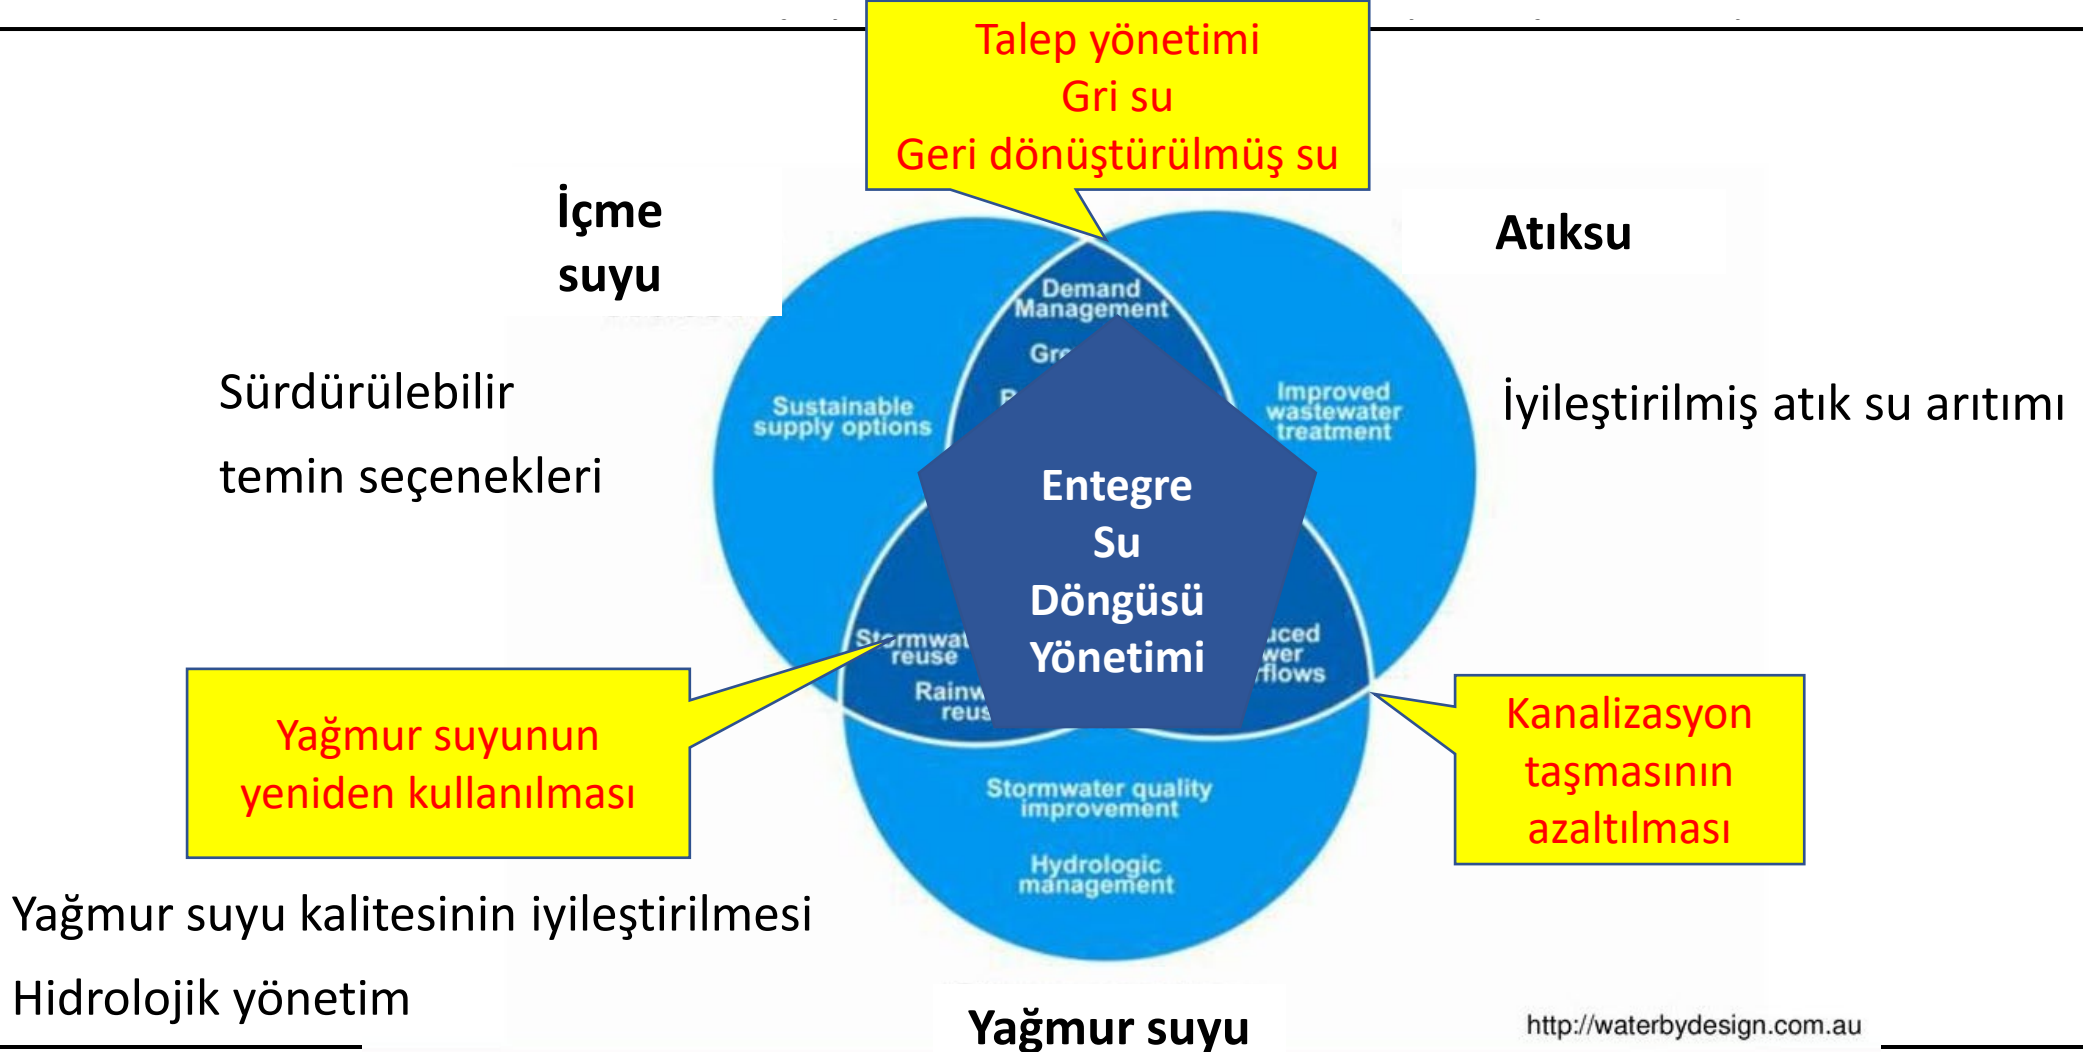 Talep yönetimi
Gri su
Geri dönüştürülmüş su
İçme
suyu
Atıksu
Demand
Management
Sürdürülebilir
temin seçenekleri
Sustainable
supply options
Improved
wastewater
treatment
İyileştirilmiş atık su arıtımı
Entegre
Su
Döngüsü
Yönetimi
reuse
Yağmur suyunun
yeniden kullanılması
Kanalizasyon
taşmasının
azaltılması
Stormwater quality
improvement
Hydrologic
management
Yağmur suyu kalitesinin iyileştirilmesi
Hidrolojik yönetim
Yağmur suyu
http://waterbydesign.com.au